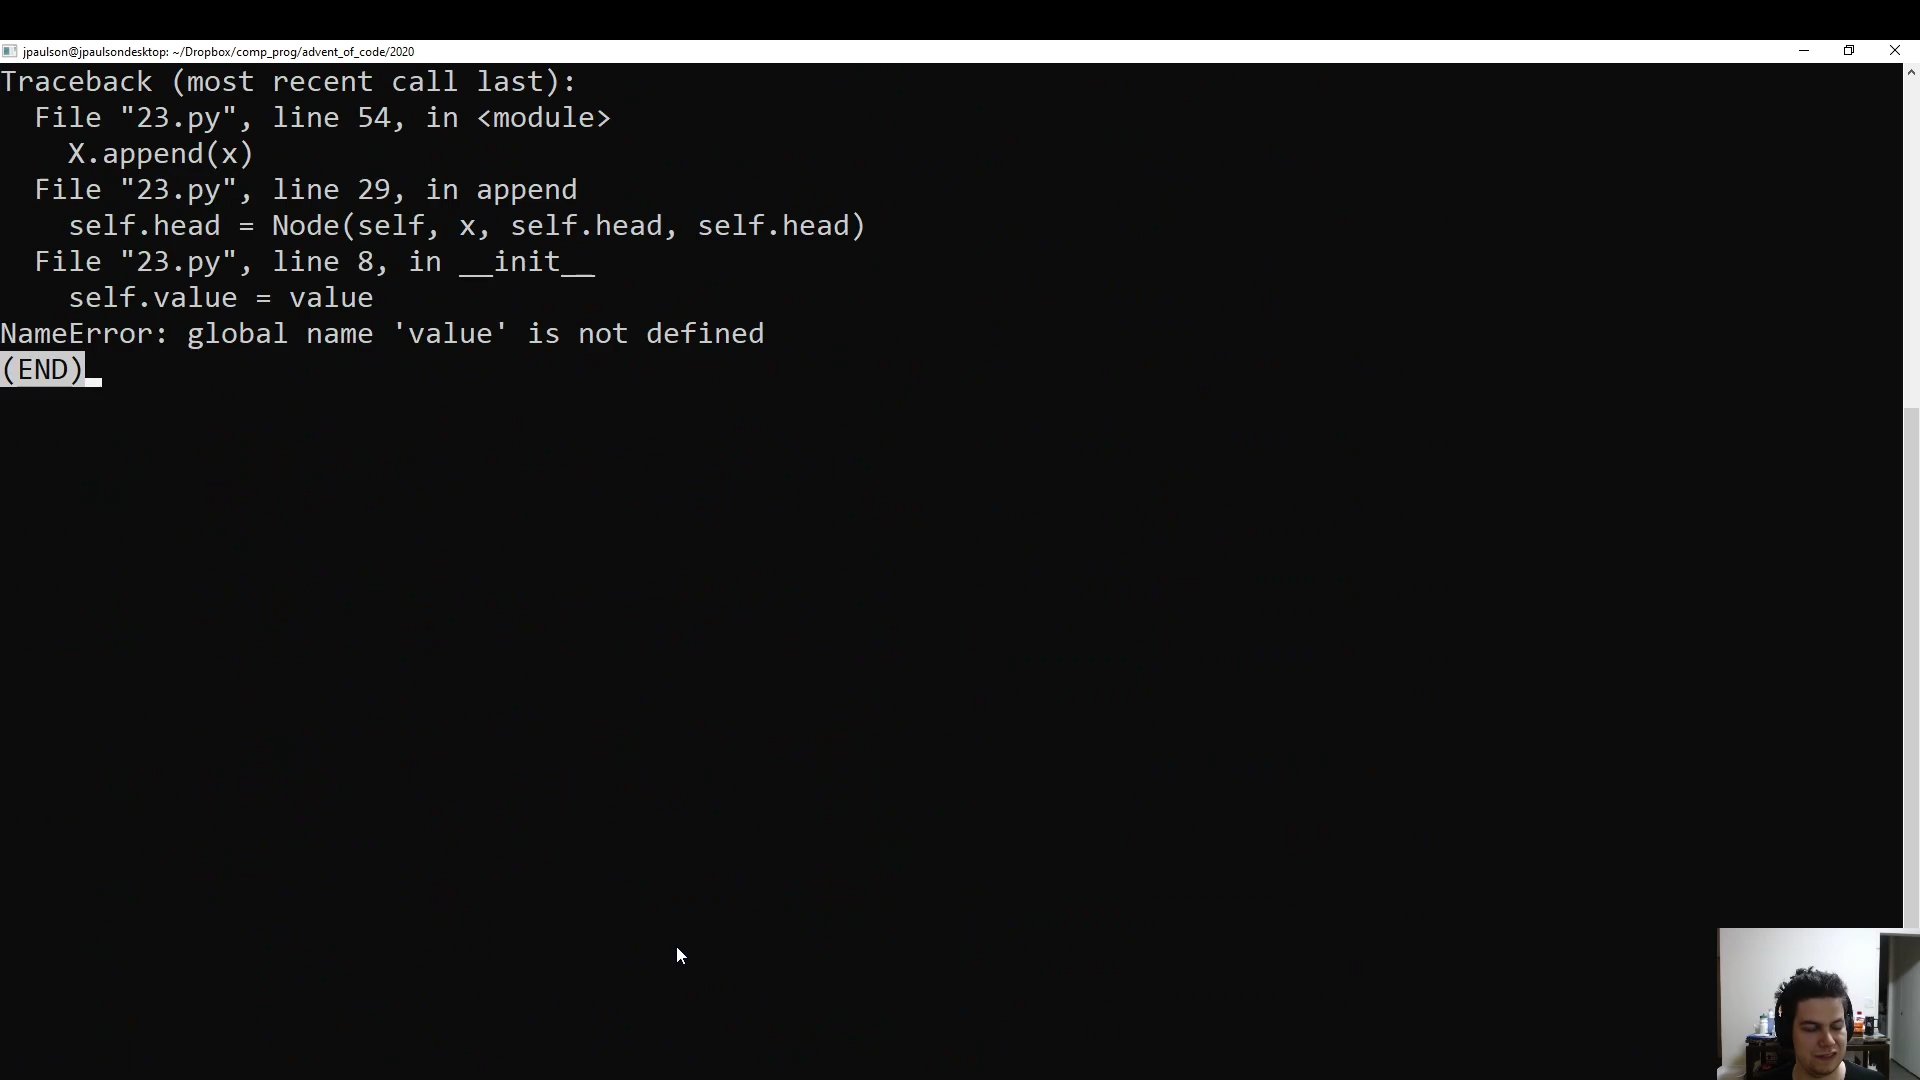 jpaulson@jpaulsondesktop: ~/Dropbox/comp_prog/advent_of_code/2020
Traceback (most recent call last):
  File "23.py", line 54, in <module>
    X.append(x)
  File "23.py", line 29, in append
    self.head = Node(self, x, self.head, self.head)
  File "23.py", line 8, in __init__
    self.value = value
NameError: global name 'value' is not defined
(END)